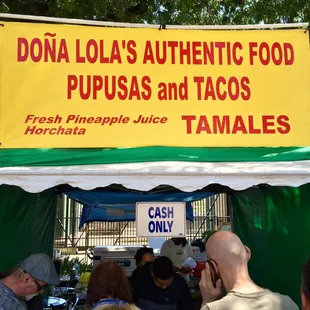 DOÑA LOLA'S AUTHENTIC FOOD
PUPUSAS and TACOS
Fresh Pineapple Juice
Horchata
TAMALES
CASH
ONLY